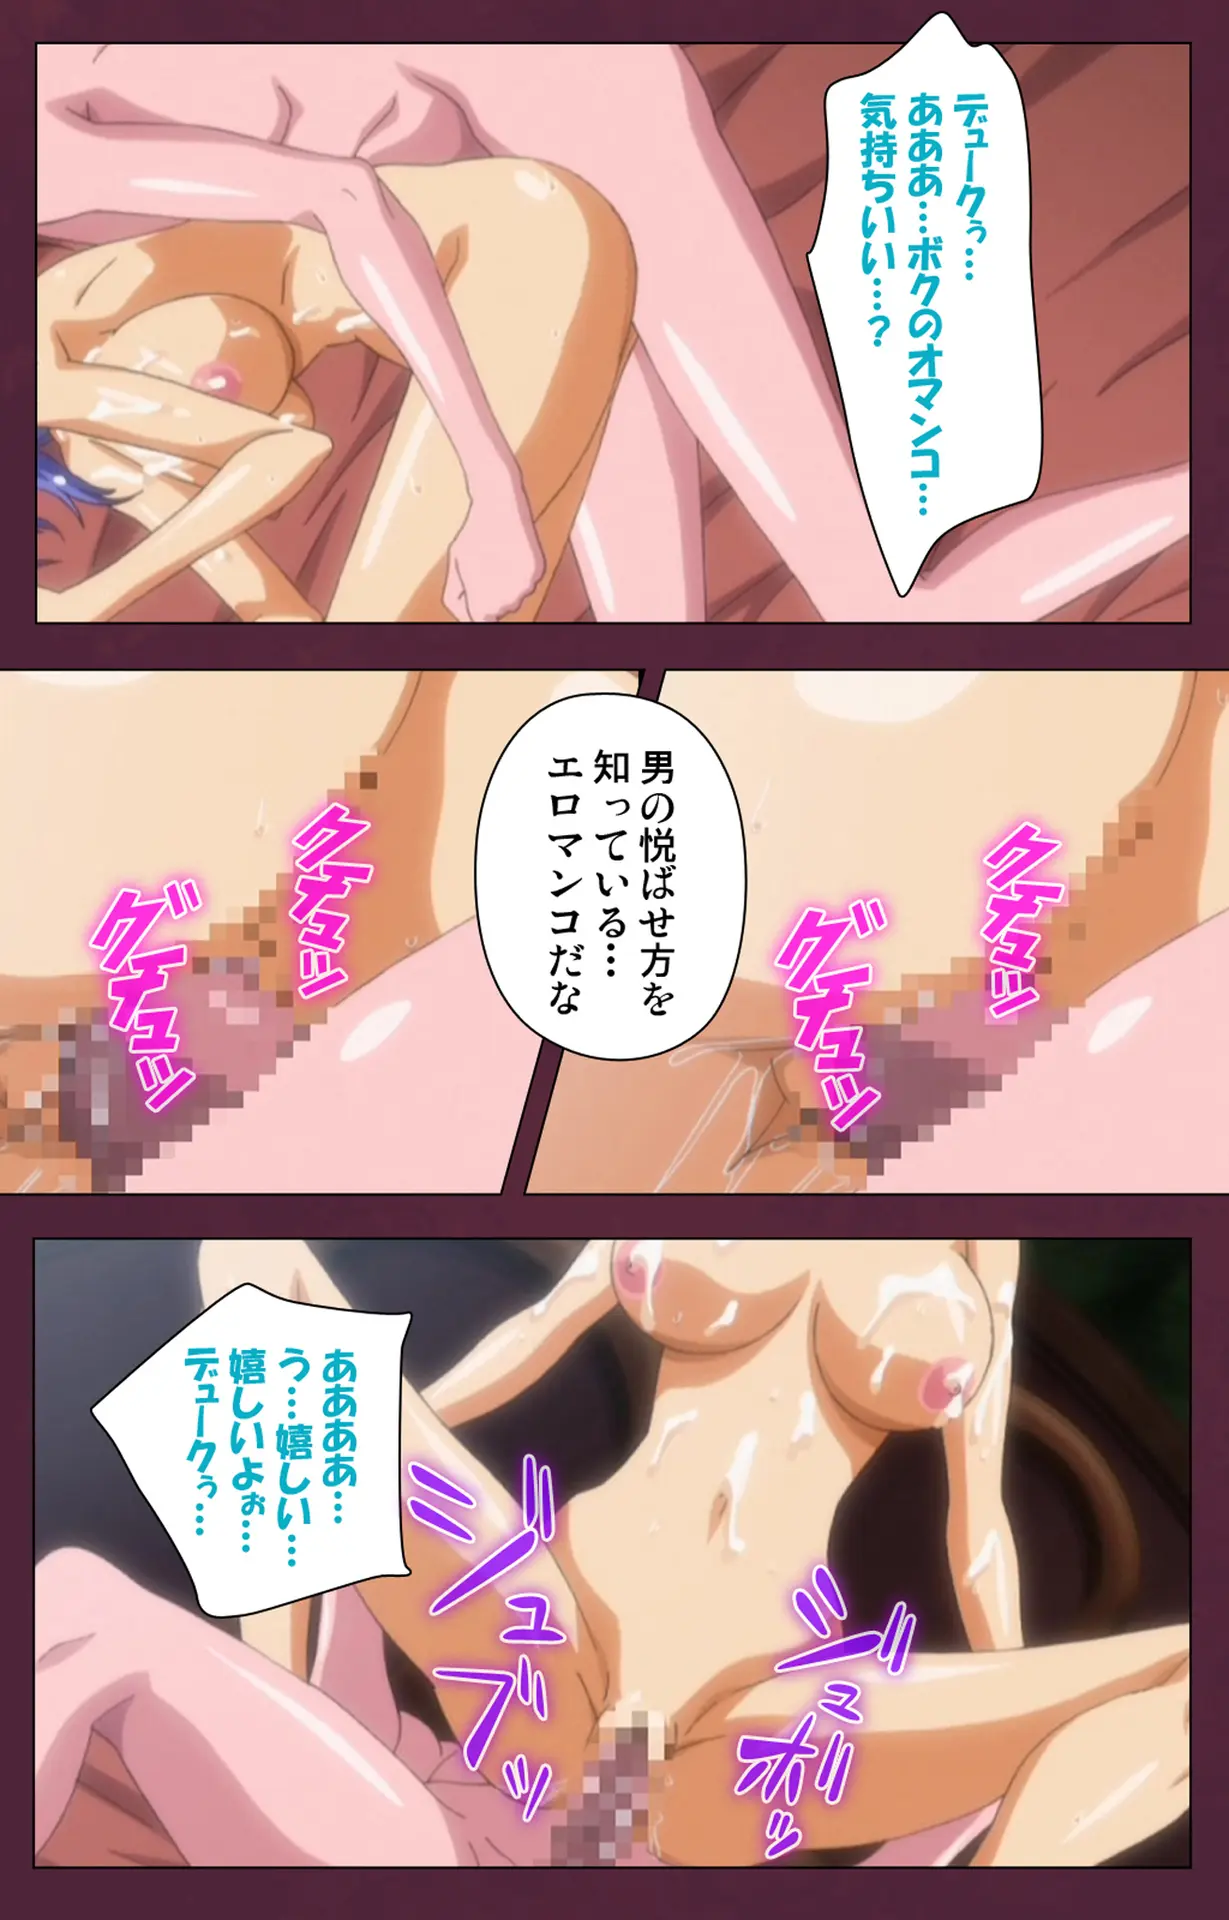 デュークぅ…
あああ…ボクのオマンコ…
気持ちいい…？
男の悦ばせ方を
知っている…
エロマンコだな
クチュッ
グチュッ
クチュッ
グチュッ
ああああ…
う…嬉しい…
嬉しいよぉ…
デュークぅ…
ジュブッ
ジュポッ